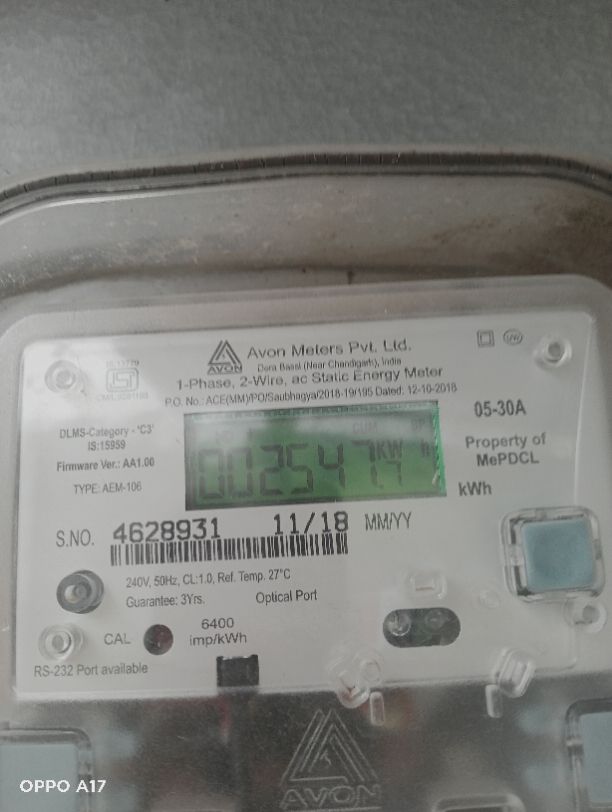 Avon Meters Pvt. Ltd.
AVON
Dera Bassi (Near Chandigarh), India
1-Phase, 2-Wire, ac Static Energy Meter
P.O. No.: ACE(MM)/PO/Saubhagya/2018-19/195 Dated: 12-10-2018
05-30A
DLMS-Category - 'C3'
IS:15959
Firmware Ver.: AA1.00
TYPE: AEM-106
CUM
002547.7 KWh
Property of
MePDCL
kWh
S.NO. 4628931 11/18 MM/YY
240V, 50Hz, CL:1.0, Ref. Temp. 27°C
Guarantee: 3Yrs. Optical Port
CAL
6400
imp/kWh
RS-232 Port available
AVON
OPPO A17